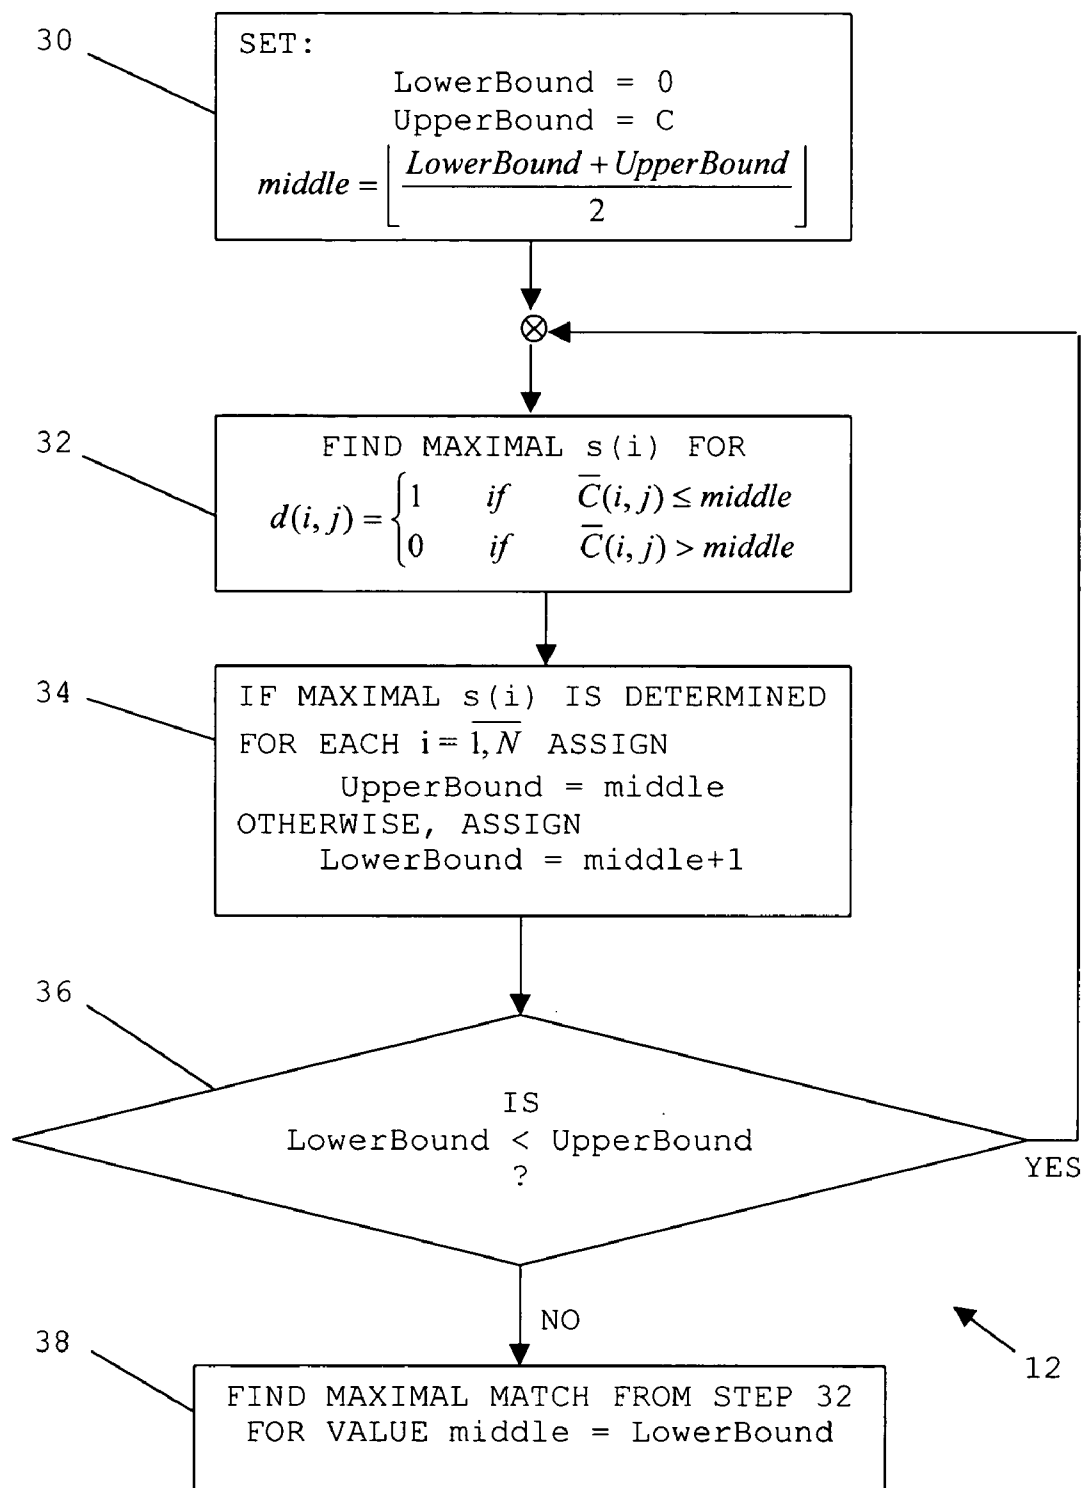 30
SET:
LowerBound = 0
UpperBound = C
middle = ⌊(LowerBound + UpperBound)/2⌋
32
FIND MAXIMAL s(i) FOR
d(i, j) = {1 if C̅(i, j) ≤ middle
0 if C̅(i, j) > middle
34
IF MAXIMAL s(i) IS DETERMINED
FOR EACH i = 1, N ASSIGN
UpperBound = middle
OTHERWISE, ASSIGN
LowerBound = middle+1
36
IS
LowerBound < UpperBound
?
YES
NO
12
38
FIND MAXIMAL MATCH FROM STEP 32
FOR VALUE middle = LowerBound